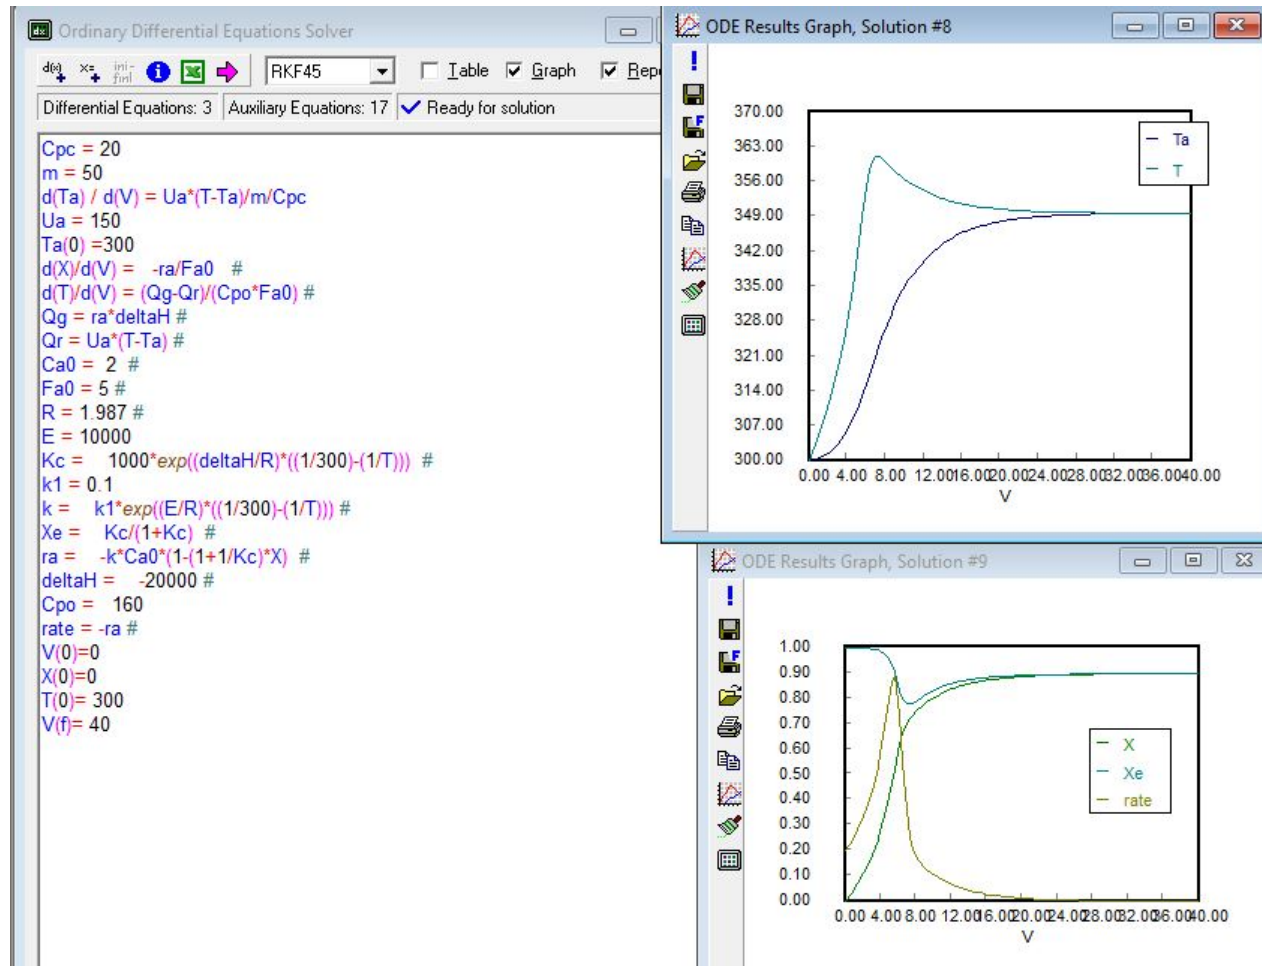 Ordinary Differential Equations Solver
d(x) x= ini- finl RKF45 Table Graph
Differential Equations: 3 Auxiliary Equations: 17 Ready for solution
Cpc = 20
m = 50
d(Ta) / d(V) = Ua*(T-Ta)/m/Cpc
Ua = 150
Ta(0) =300
d(X)/d(V) = -ra/Fa0 #
d(T)/d(V) = (Qg-Qr)/(Cpo*Fa0) #
Qg = ra*deltaH #
Qr = Ua*(T-Ta) #
Ca0 = 2 #
Fa0 = 5 #
R = 1.987 #
E = 10000
Kc = 1000*exp((deltaH/R)*((1/300)-(1/T))) #
k1 = 0.1
k = k1*exp((E/R)*((1/300)-(1/T))) #
Xe = Kc/(1+Kc) #
ra = -k*Ca0*(1-(1+1/Kc)*X) #
deltaH = -20000 #
Cpo = 160
rate = -ra #
V(0)=0
X(0)=0
T(0)= 300
V(f)= 40
ODE Results Graph, Solution #8
370.00
363.00
356.00
349.00
342.00
335.00
328.00
321.00
314.00
307.00
300.00
Ta
T
0.00 4.00 8.00 12.00 16.00 20.00 24.00 28.00 32.00 36.00 40.00
V
ODE Results Graph, Solution #9
1.00
0.90
0.80
0.70
0.60
0.50
0.40
0.30
0.20
0.10
0.00
X
Xe
rate
0.00 4.00 8.00 12.00 16.00 20.00 24.00 28.00 32.00 36.00 40.00
V